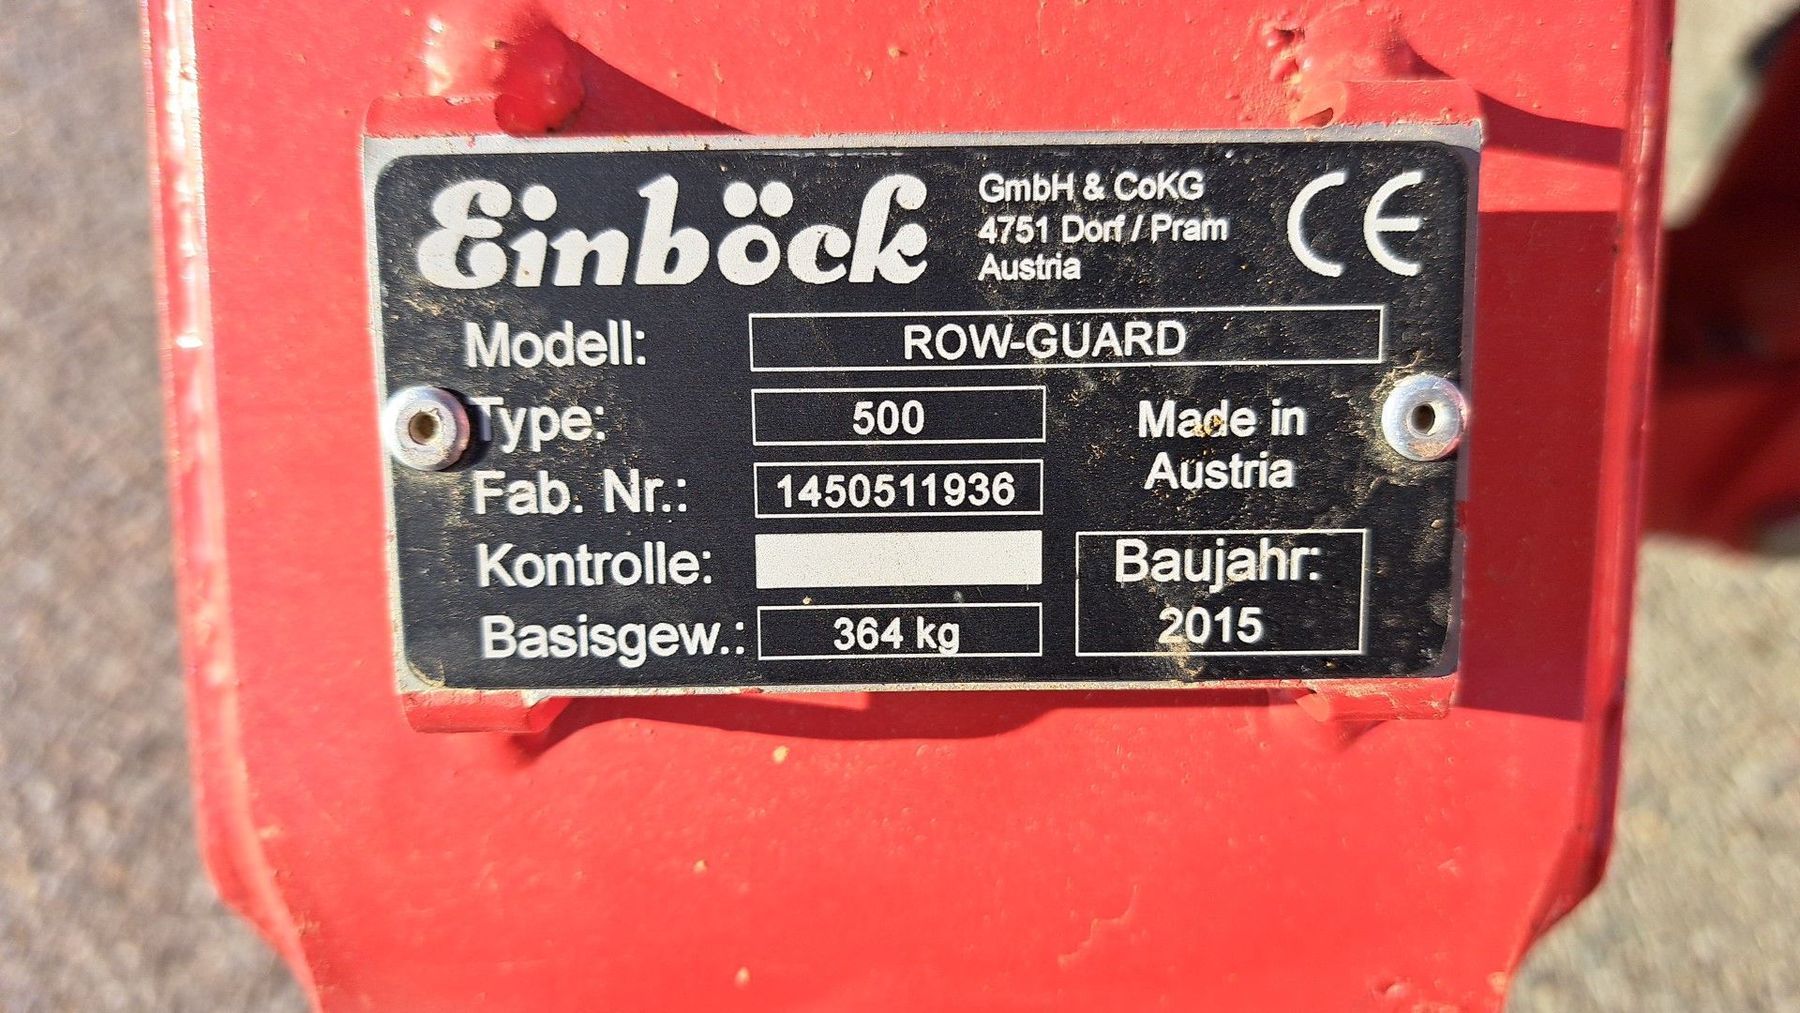 Einböck
GmbH & CoKG
4751 Dorf / Pram
Austria
CE
Modell: ROW-GUARD
Type: 500
Made in
Austria
Fab. Nr.: 1450511936
Kontrolle:
Basisgew.: 364 kg
Baujahr:
2015